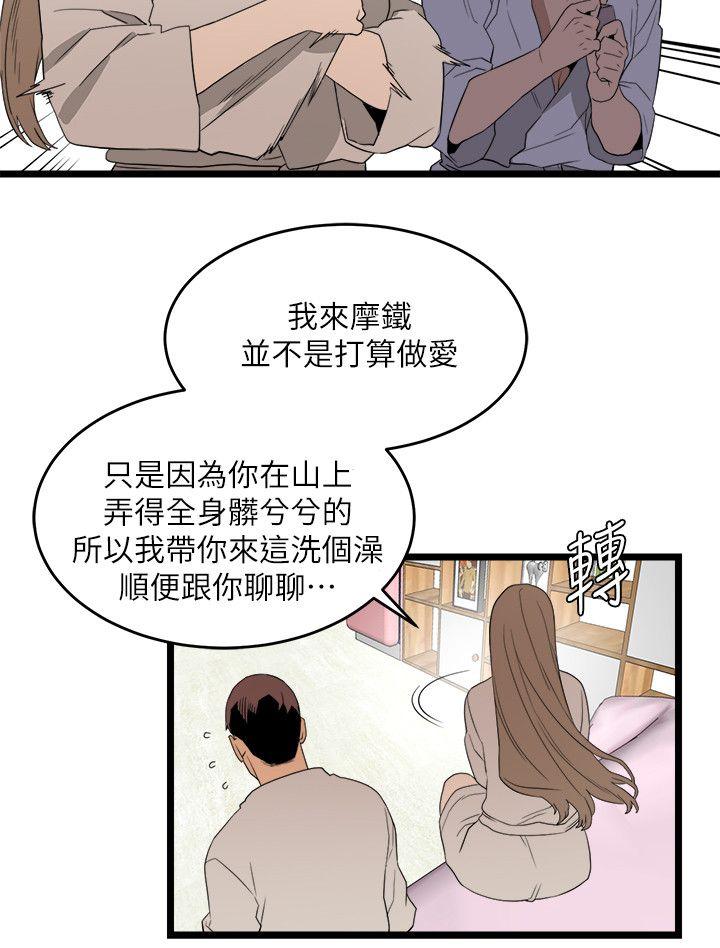 我來摩鐵
並不是打算做愛
只是因為你在山上
弄得全身髒兮兮的
所以我帶你來這洗個澡
順便跟你聊聊…
轉